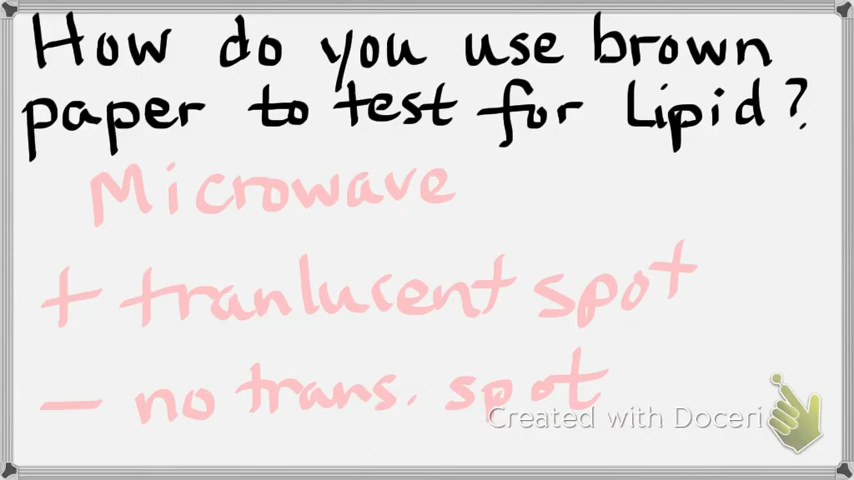 How do you use brown
paper to test for Lipid?
Microwave
+ tranlucent spot
- no trans. spot
Created with Doceri